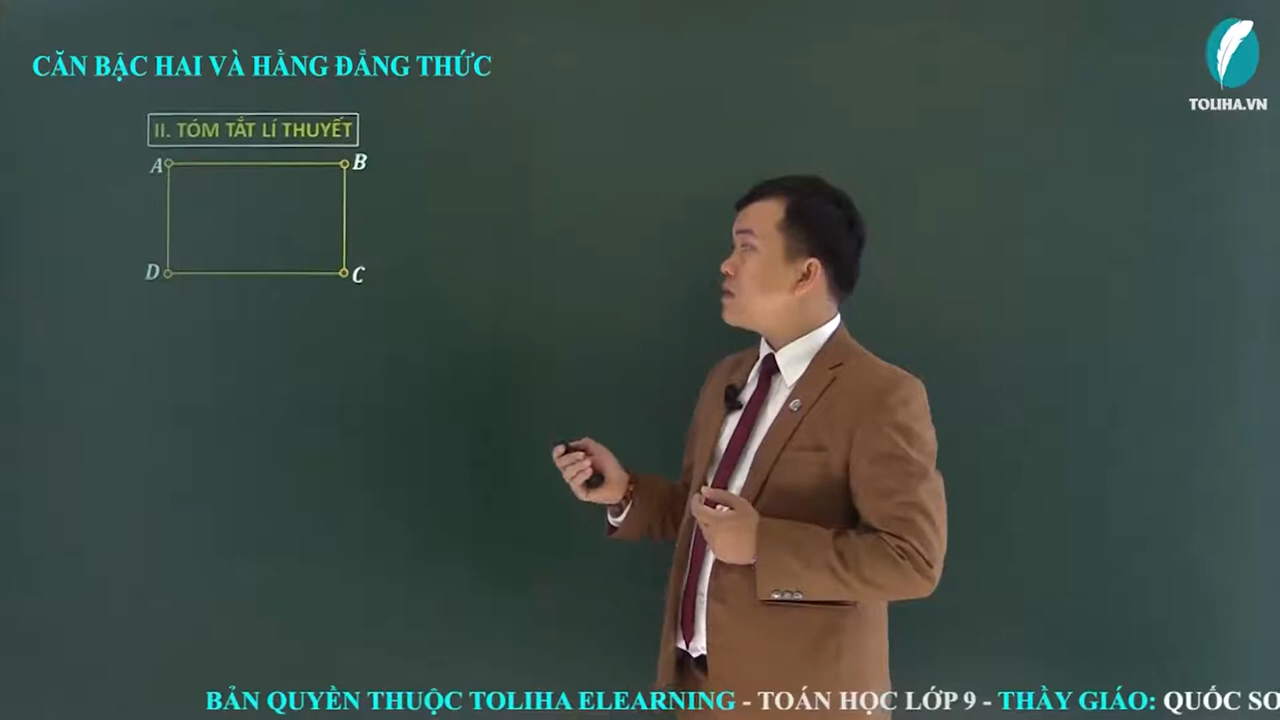 CĂN BẬC HAI VÀ HẰNG ĐẲNG THỨC
TOLIHA.VN
II. TÓM TẮT LÍ THUYẾT
A B
D C
BẢN QUYỀN THUỘC TOLIHA ELEARNING - TOÁN HỌC LỚP 9 - THẦY GIÁO: QUỐC SO